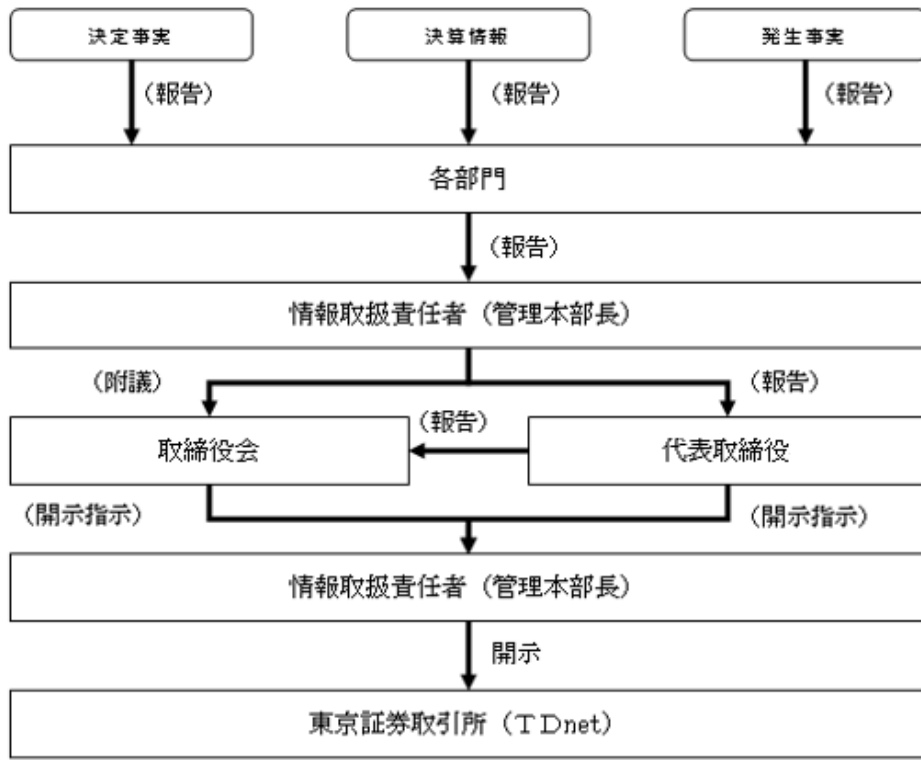 決定事実
決算情報
発生事実
（報告）
（報告）
（報告）
各部門
（報告）
情報取扱責任者（管理本部長）
（附議）
（報告）
（報告）
取締役会
代表取締役
（開示指示）
（開示指示）
情報取扱責任者（管理本部長）
開示
東京証券取引所（ＴＤnet）